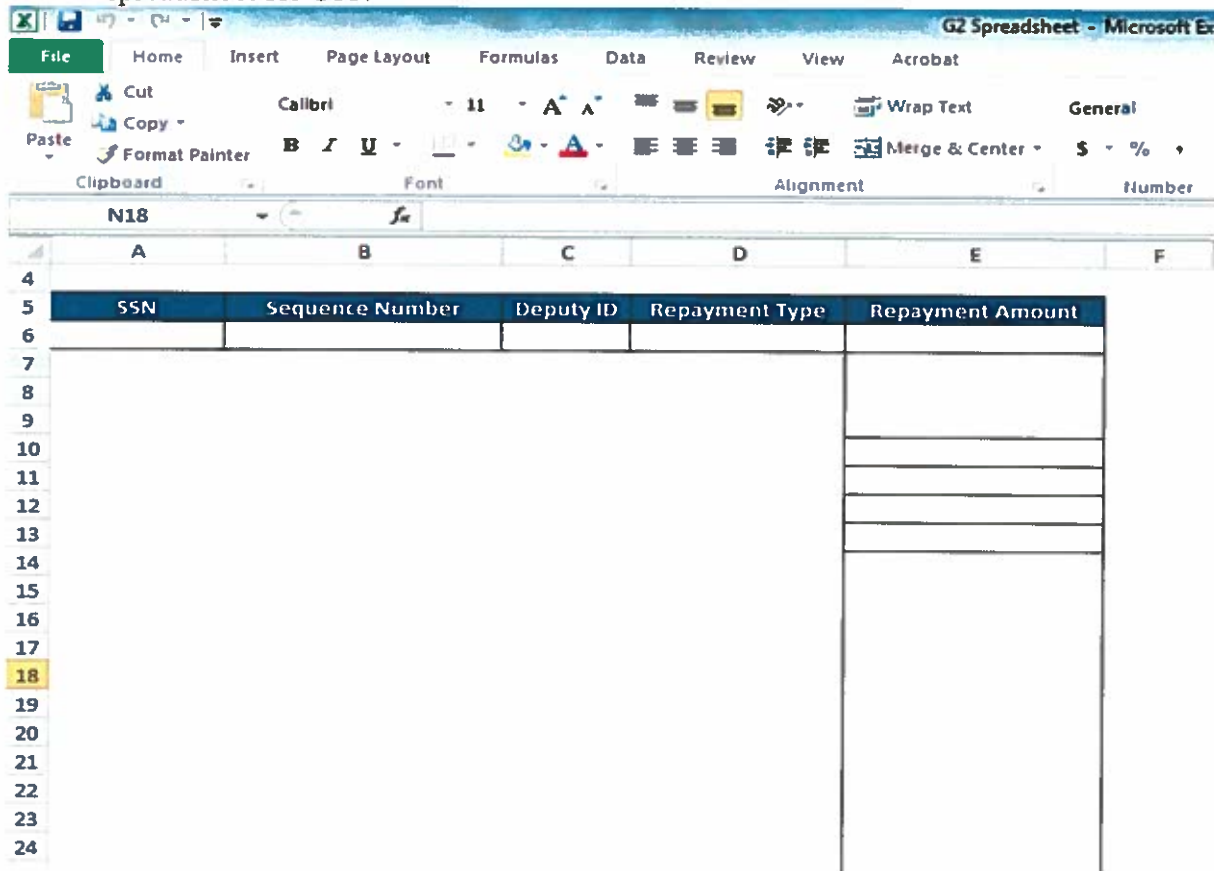 G2 Spreadsheet - Microsoft Ex
File Home Insert Page Layout Formulas Data Review View Acrobat
Cut
Calibri 11 A A Wrap Text General
Copy
Paste
Format Painter B I U A Merge & Center $ % ,
Clipboard Font Alignment Number
N18 fx
A B C D E F
4
5 SSN Sequence Number Deputy ID Repayment Type Repayment Amount
6
7
8
9
10
11
12
13
14
15
16
17
18
19
20
21
22
23
24